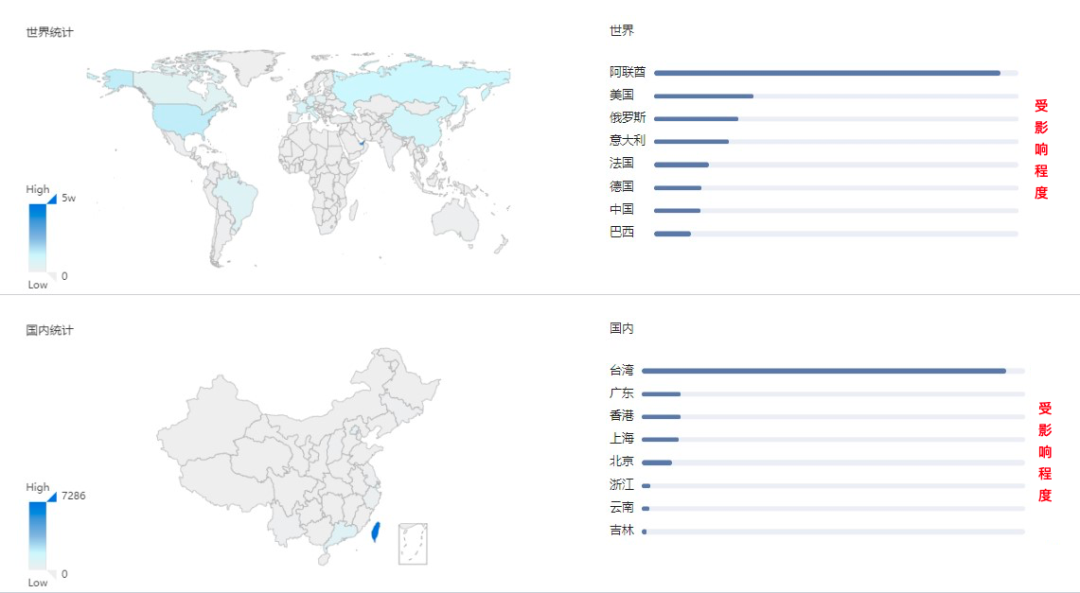 世界统计
High
5w
0
Low
世界
阿联酋
美国
俄罗斯
意大利
法国
德国
中国
巴西
受影响程度
国内统计
High
7286
0
Low
国内
台湾
广东
香港
上海
北京
浙江
云南
吉林
受影响程度